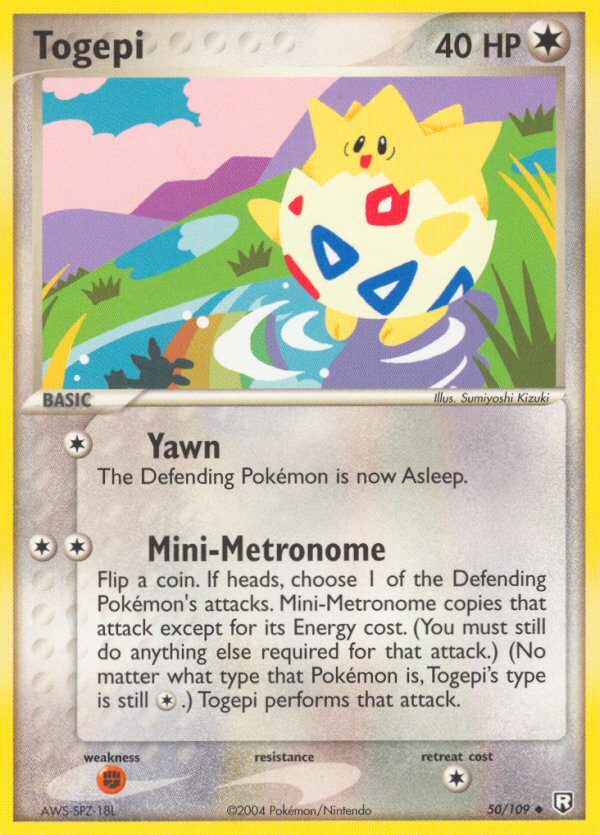 Togepi
40 HP
BASIC
Illus. Sumiyoshi Kizuki
Yawn
The Defending Pokémon is now Asleep.
Mini-Metronome
Flip a coin. If heads, choose 1 of the Defending
Pokémon's attacks. Mini-Metronome copies that
attack except for its Energy cost. (You must still
do anything else required for that attack.) (No
matter what type that Pokémon is, Togepi's type
is still .) Togepi performs that attack.
weakness
resistance
retreat cost
AWS-SPZ-18L
©2004 Pokémon/Nintendo
50/109
R